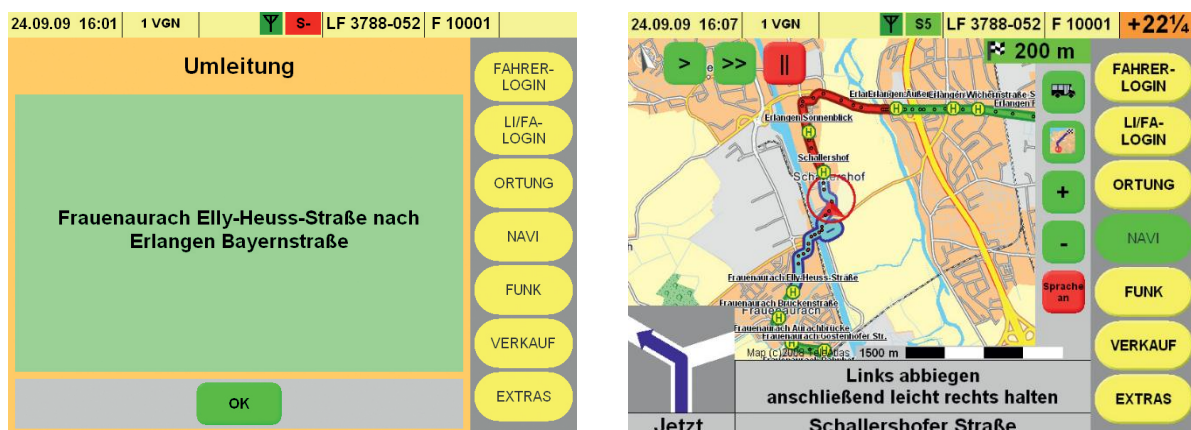 24.09.09 16:01 1 VGN S- LF 3788-052 F 10001
Umleitung
Frauenaurach Elly-Heuss-Straße nach
Erlangen Bayernstraße
OK
FAHRER-
LOGIN
LI/FA-
LOGIN
ORTUNG
NAVI
FUNK
VERKAUF
EXTRAS
24.09.09 16:07 1 VGN S5 LF 3788-052 F 10001 +22¼
> >> || 200 m
Erlangen Sonnenblick
Schallershof
Frauenaurach Elly-Heuss-Straße
Frauenaurach Brückenstraße
Frauenaurach Aurachbrücke
Frauenaurach Gostenhofer Str.
1500 m
+
-
Sprache
an
Links abbiegen
anschließend leicht rechts halten
Jetzt Schallershofer Straße
FAHRER-
LOGIN
LI/FA-
LOGIN
ORTUNG
NAVI
FUNK
VERKAUF
EXTRAS